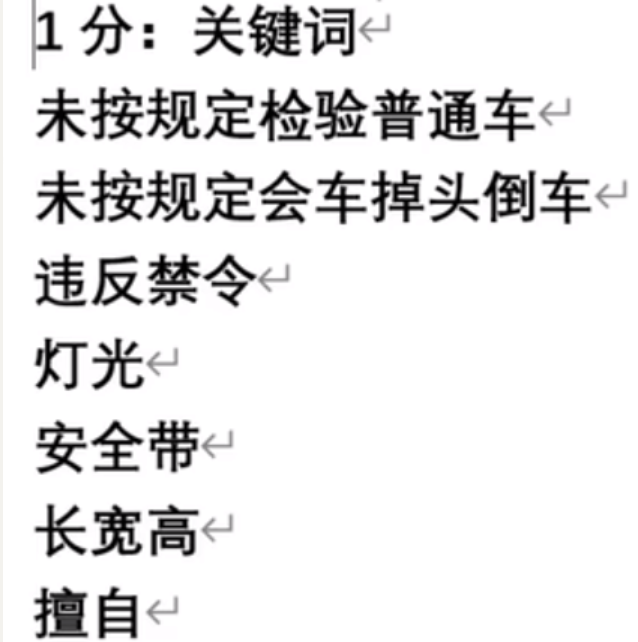 1 分：关键词
未按规定检验普通车
未按规定会车掉头倒车
违反禁令
灯光
安全带
长宽高
擅自